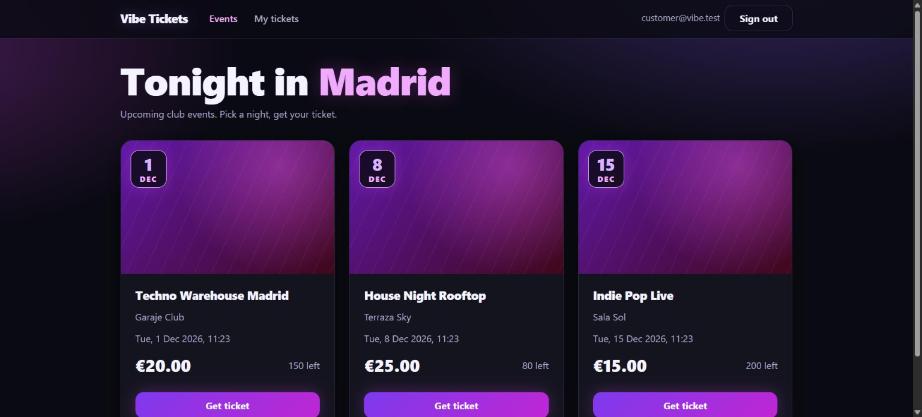 Vibe Tickets Events My tickets customer@vibe.test Sign out
Tonight in Madrid
Upcoming club events. Pick a night, get your ticket.
1 DEC
8 DEC
15 DEC
Techno Warehouse Madrid
Garaje Club
Tue, 1 Dec 2026, 11:23
€20.00 150 left
Get ticket
House Night Rooftop
Terraza Sky
Tue, 8 Dec 2026, 11:23
€25.00 80 left
Get ticket
Indie Pop Live
Sala Sol
Tue, 15 Dec 2026, 11:23
€15.00 200 left
Get ticket